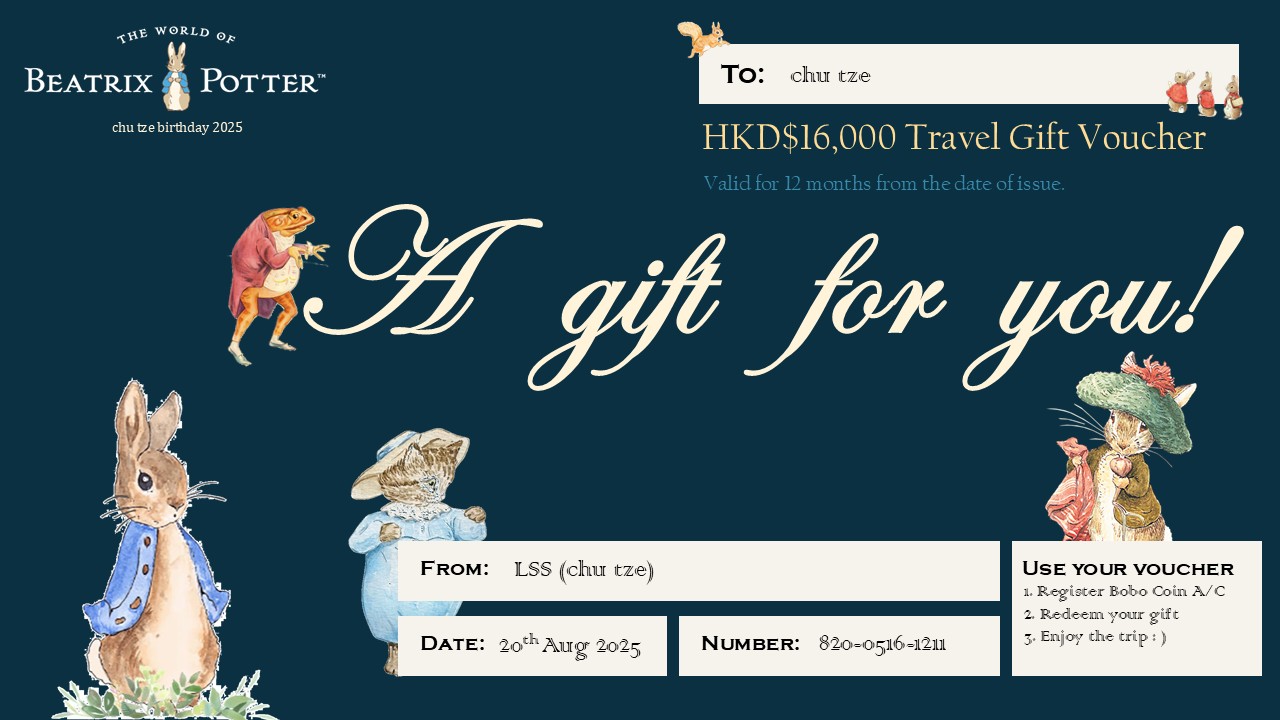 THE WORLD OF
BEATRIX POTTER™
chu tze birthday 2025
TO: chu tze
HKD$16,000 Travel Gift Voucher
Valid for 12 months from the date of issue.
A gift for you!
FROM: LSS (chu tze)
DATE: 20th Aug 2025
NUMBER: 820-0516-1211
USE YOUR VOUCHER
1. Register Bobo Coin A/C
2. Redeem your gift
3. Enjoy the trip : )